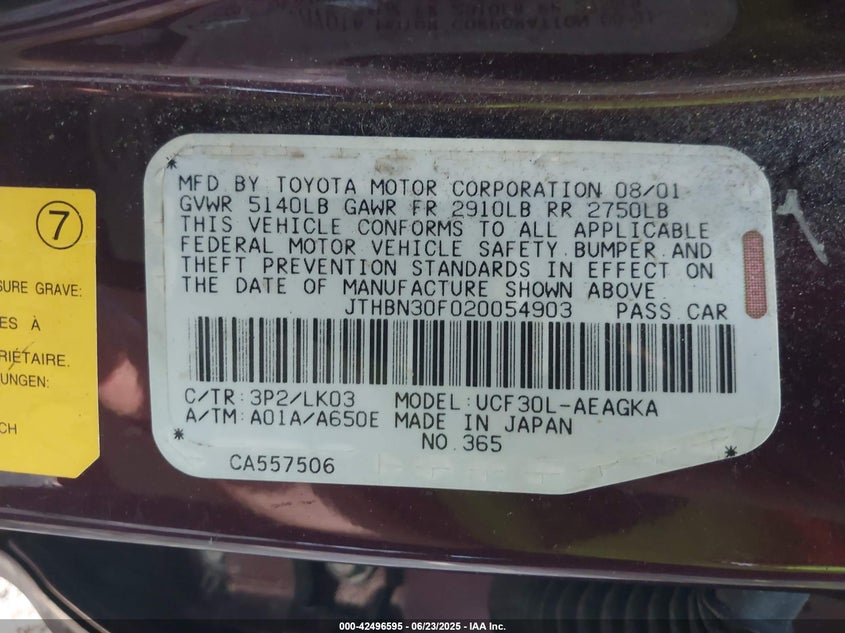 7
SURE GRAVE:
ES À
RIÉTAIRE.
UNGEN:
CH
MFD BY TOYOTA MOTOR CORPORATION 08/01
GVWR 5140LB GAWR FR 2910LB RR 2750LB
THIS VEHICLE CONFORMS TO ALL APPLICABLE
FEDERAL MOTOR VEHICLE SAFETY, BUMPER AND
THEFT PREVENTION STANDARDS IN EFFECT ON
THE DATE OF MANUFACTURE SHOWN ABOVE.
JTHBN30F020054903 PASS CAR
C/TR: 3P2/LK03 MODEL: UCF30L-AEAGKA
A/TM: A01A/A650E MADE IN JAPAN
NO. 365
CA557506
000-42496595 - 06/23/2025 - IAA Inc.